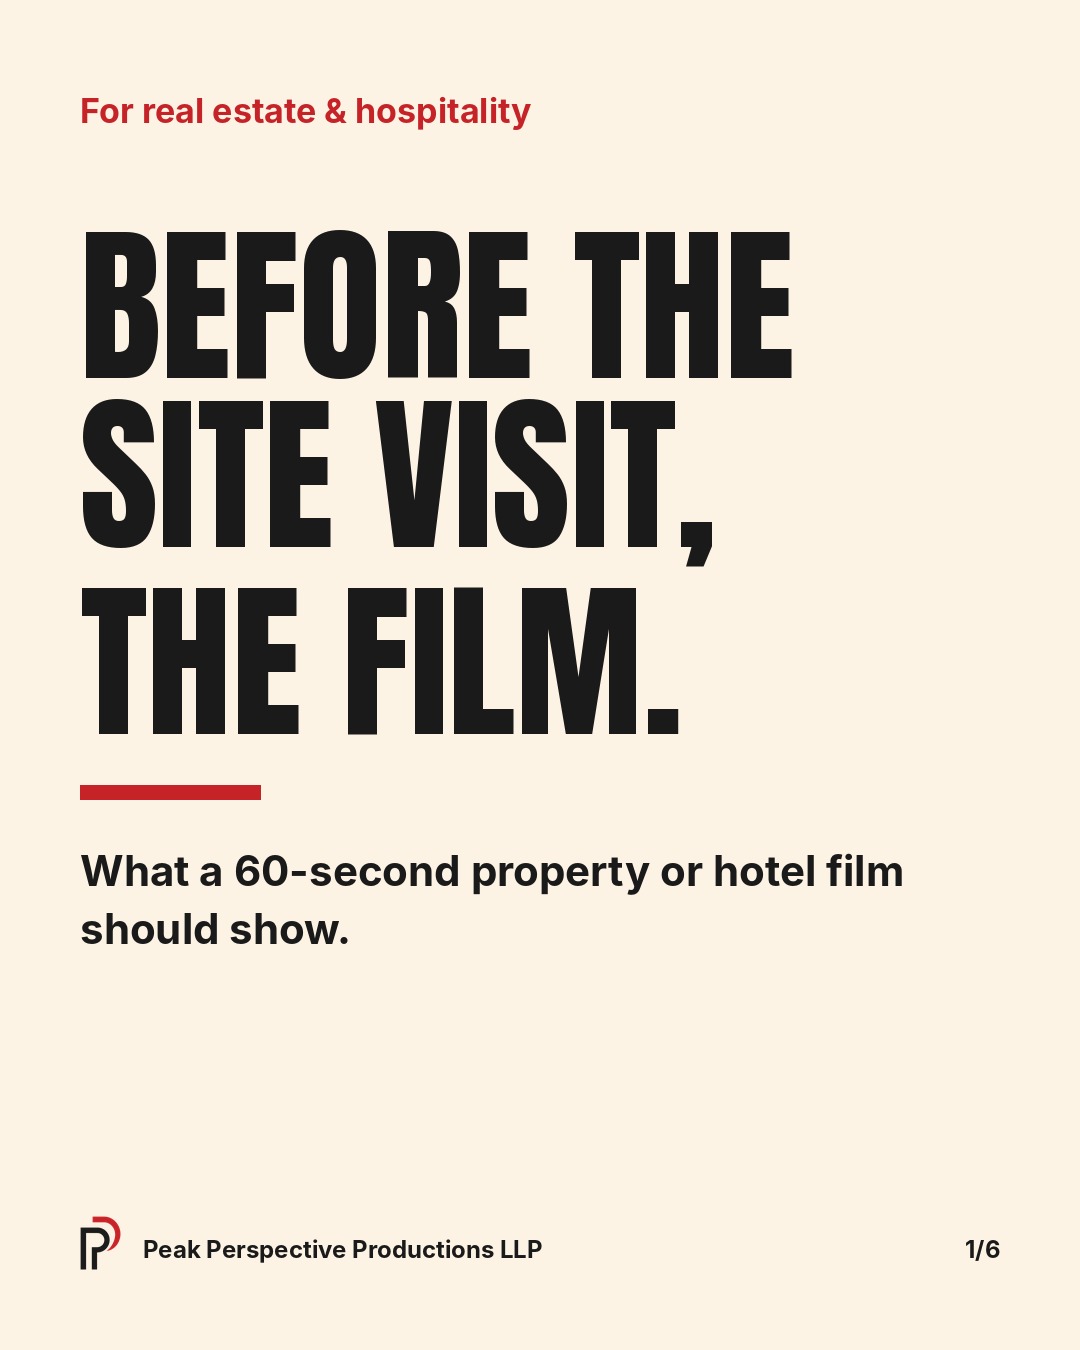 For real estate & hospitality
BEFORE THE
SITE VISIT,
THE FILM.
What a 60-second property or hotel film
should show.
Peak Perspective Productions LLP
1/6